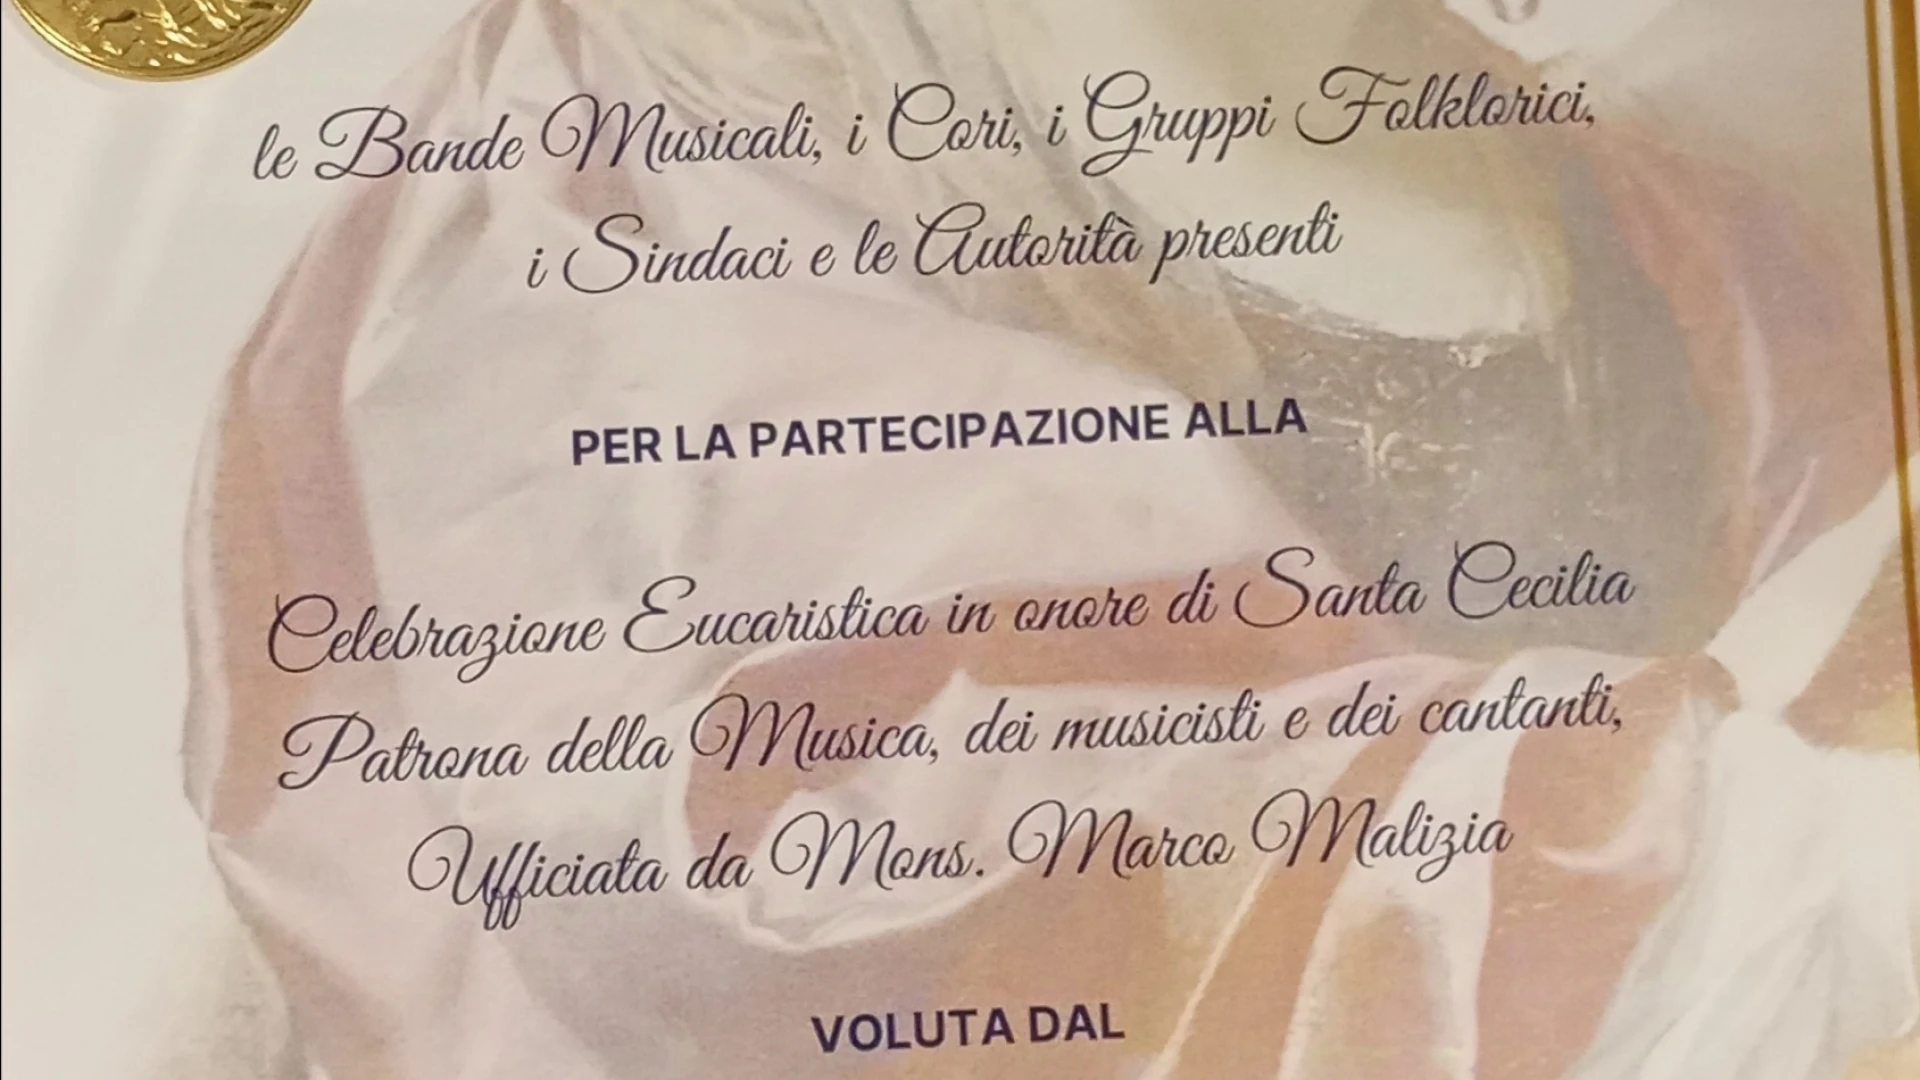 le Bande Musicali, i Cori, i Gruppi Folklorici,
i Sindaci e le Autorità presenti
PER LA PARTECIPAZIONE ALLA
Celebrazione Eucaristica in onore di Santa Cecilia
Patrona della Musica, dei musicisti e dei cantanti,
Ufficiata da Mons. Marco Malizia
VOLUTA DAL